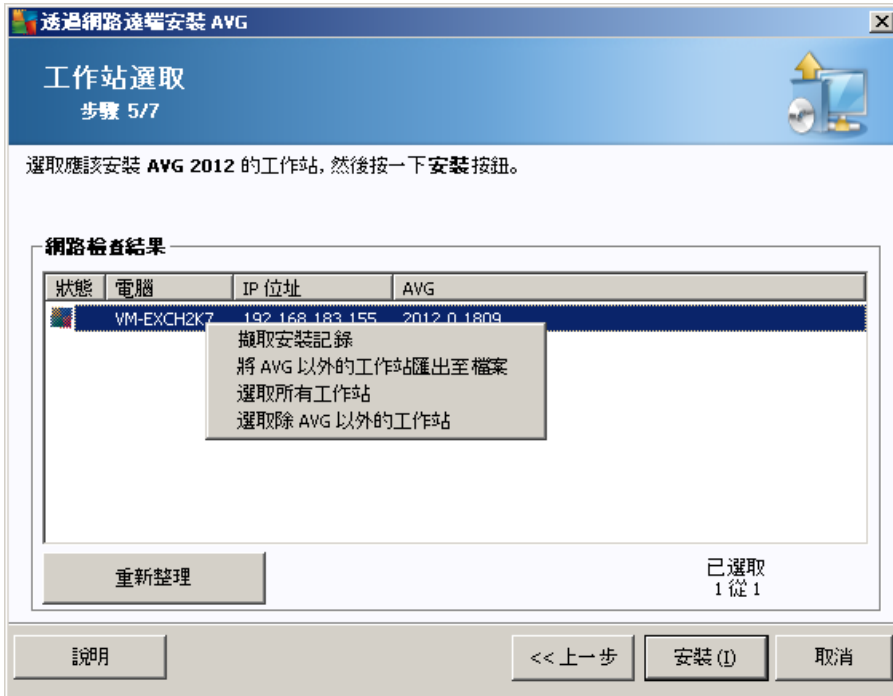 透過網路遠端安裝 AVG
工作站選取
步驟 5/7
選取應該安裝 AVG 2012 的工作站, 然後按一下安裝按鈕。
網路檢查結果
狀態 電腦 IP 位址 AVG
VM-EXCH2K7 192.168.183.155 2012.0.1809
擷取安裝記錄
將 AVG 以外的工作站匯出至檔案
選取所有工作站
選取除 AVG 以外的工作站
重新整理
已選取
1 從 1
說明 << 上一步 安裝 (I) 取消